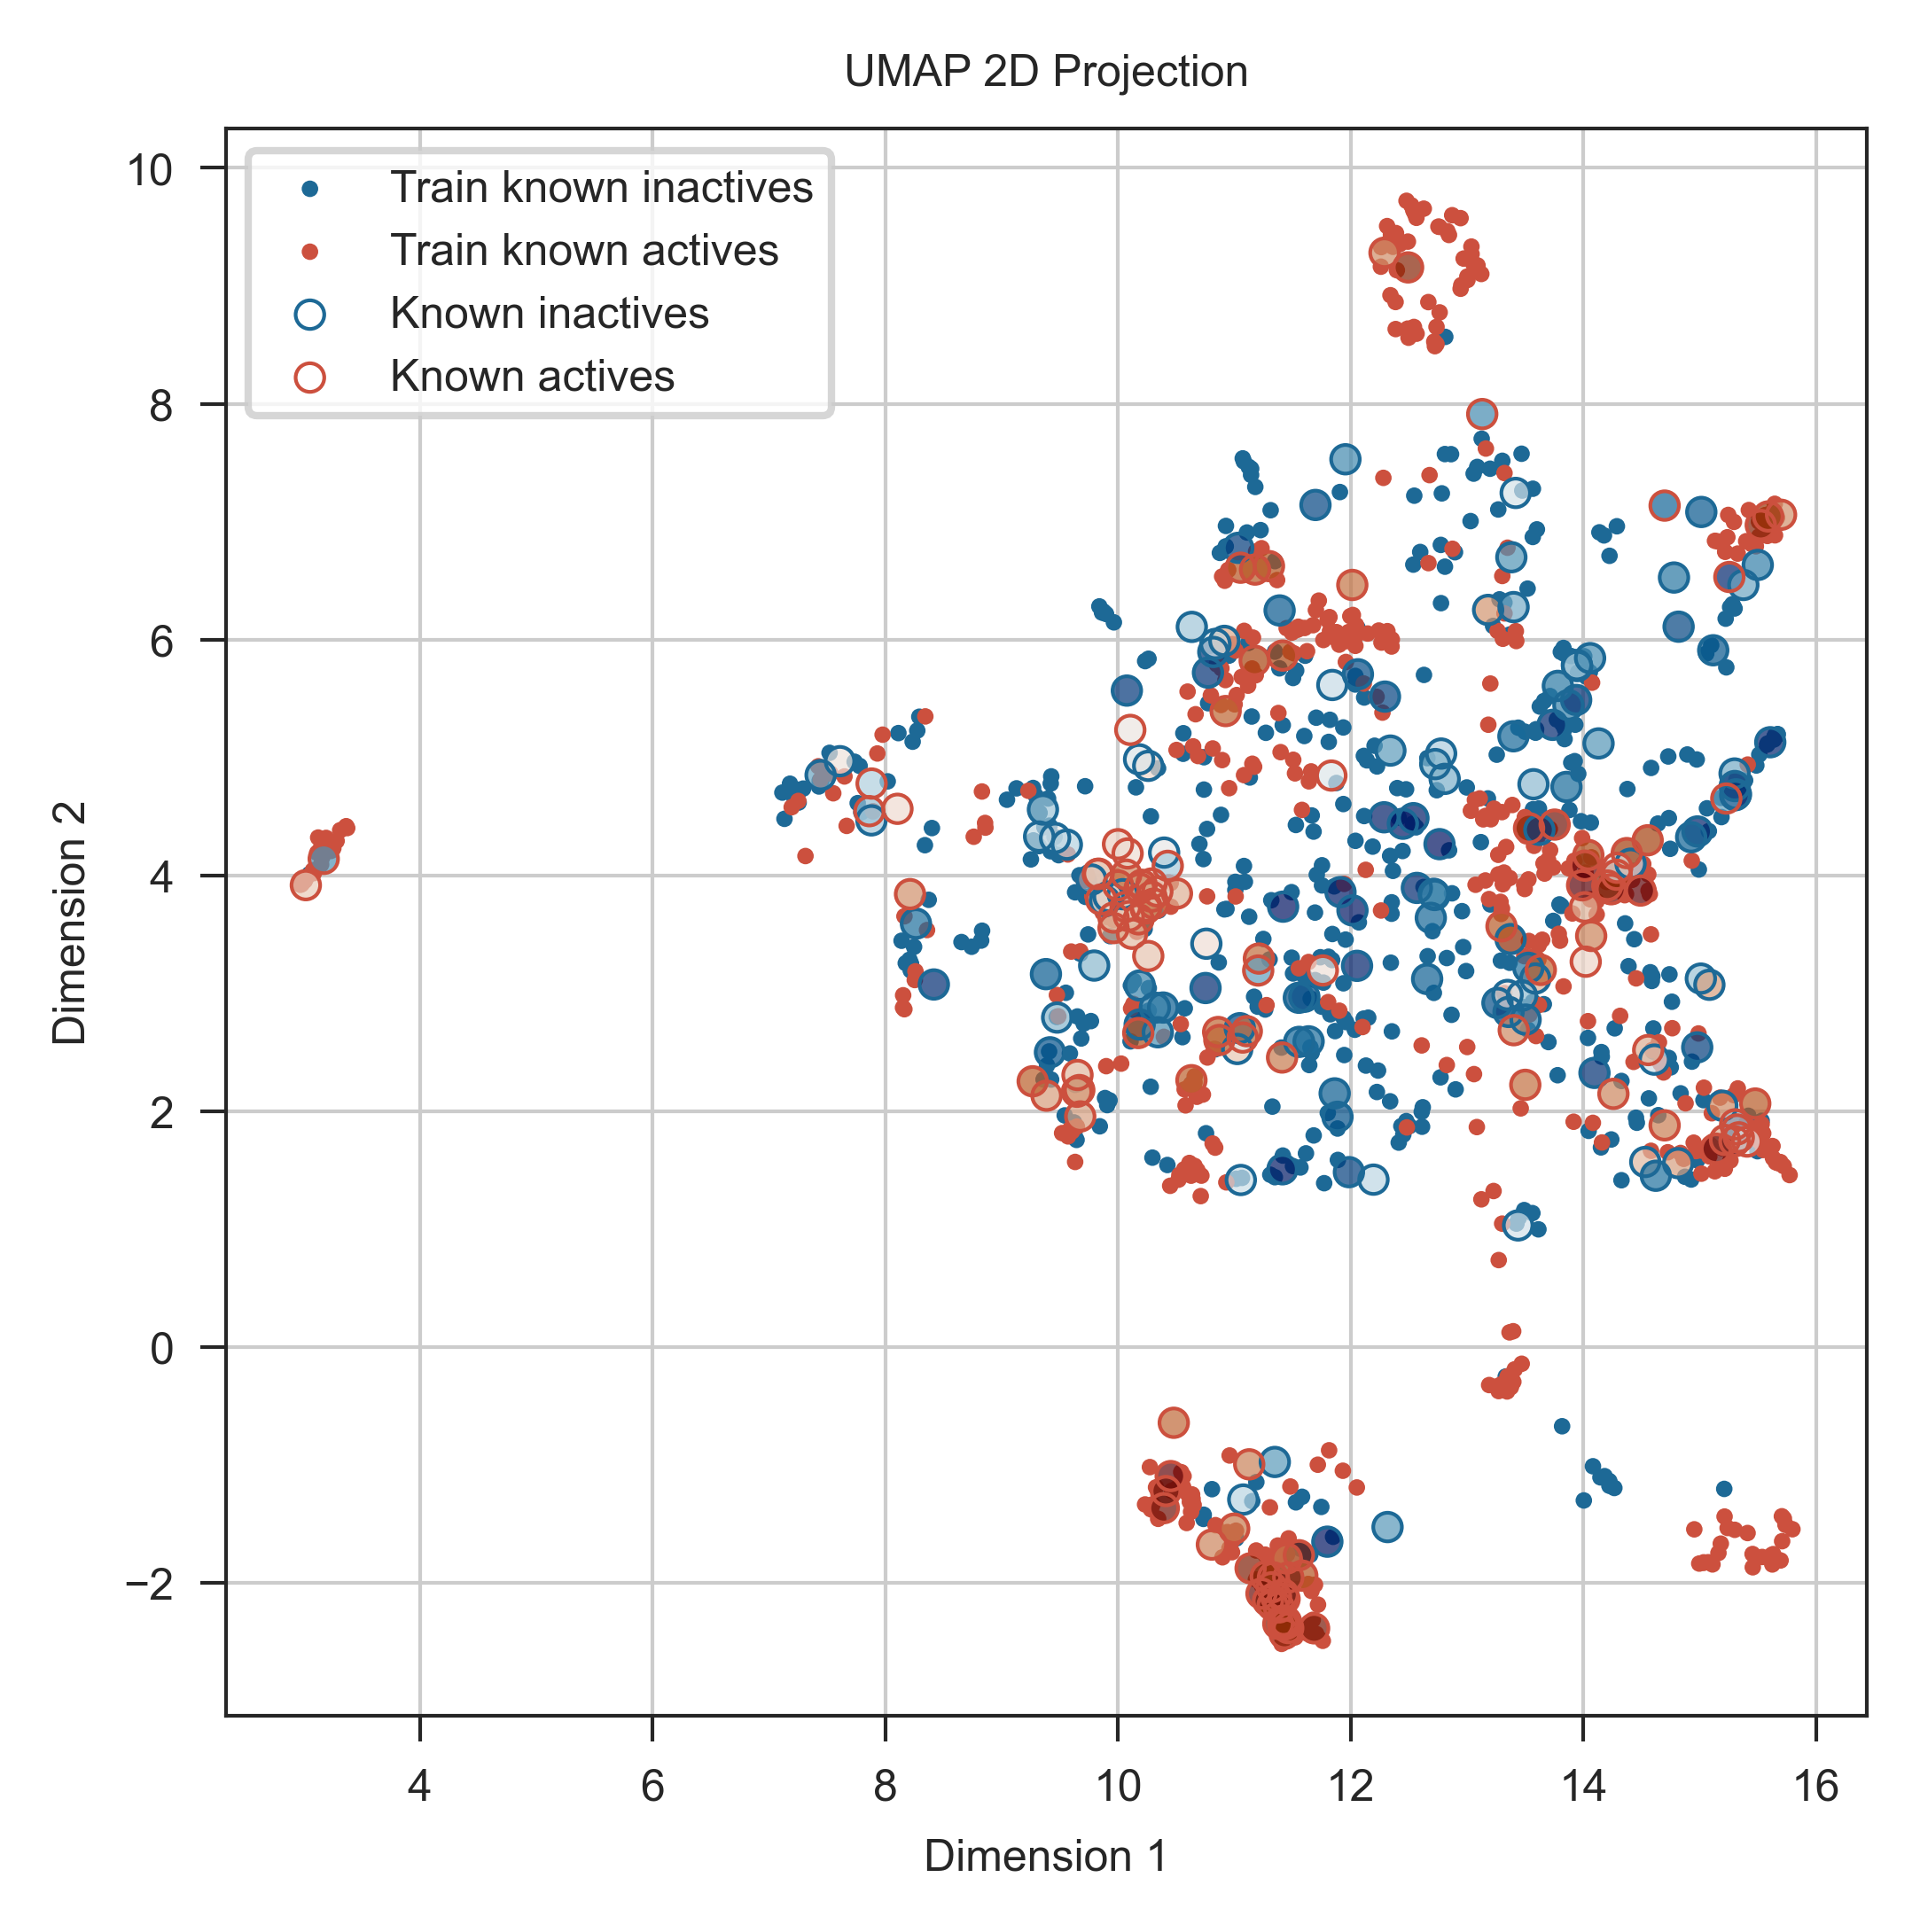 UMAP 2D Projection
Train known inactives
Train known actives
Known inactives
Known actives
10
8
6
4
2
0
−2
Dimension 2
4 6 8 10 12 14 16
Dimension 1